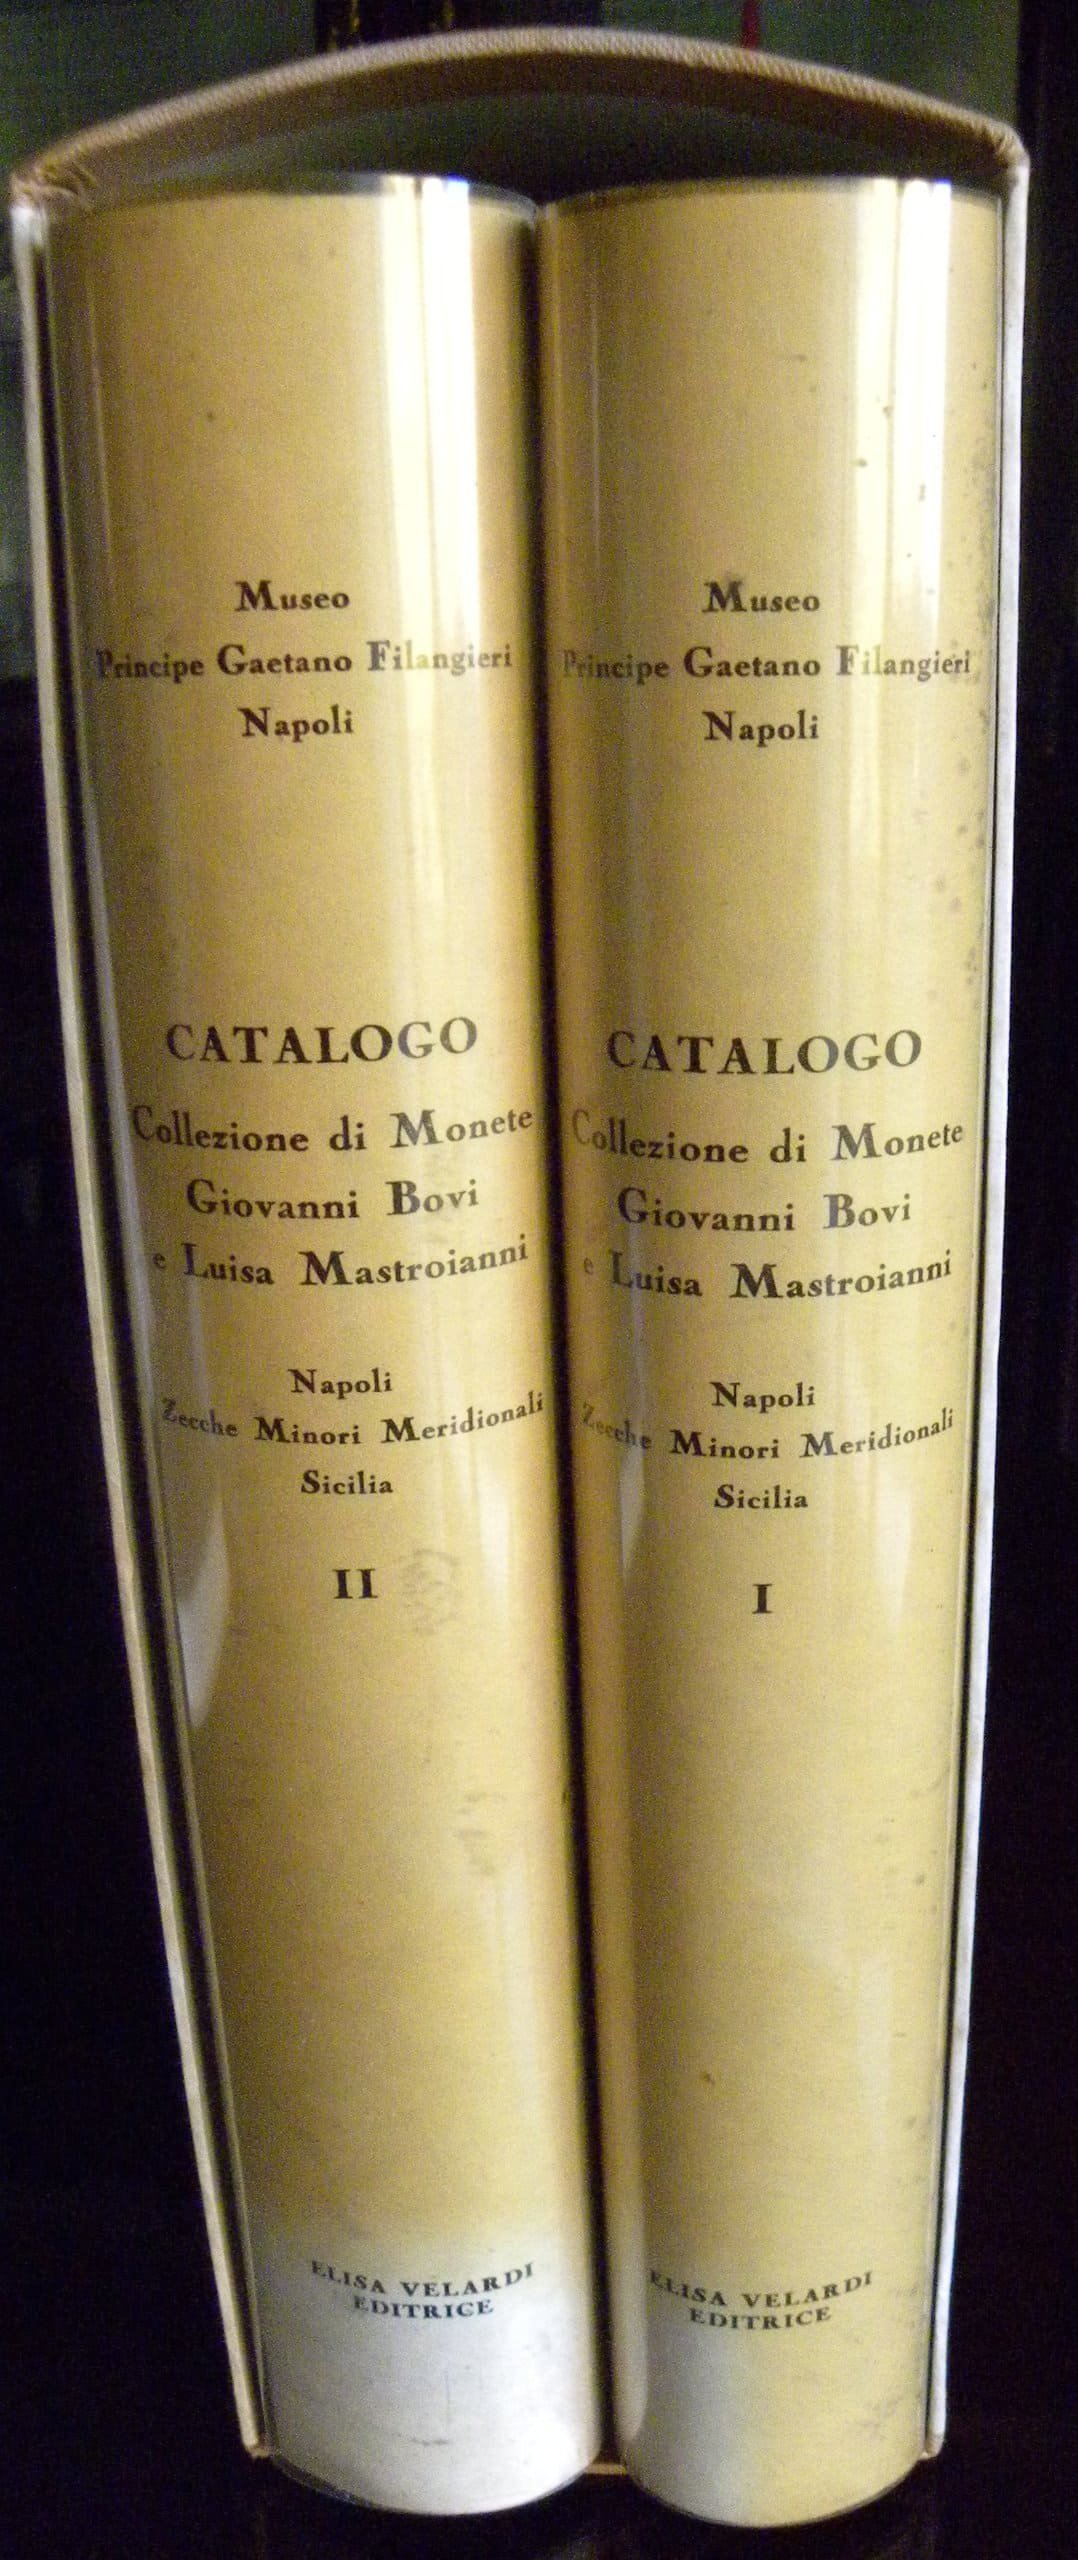 Museo
Principe Gaetano Filangieri
Napoli
CATALOGO
Collezione di Monete
Giovanni Bovi
e Luisa Mastroianni
Napoli
Zecche Minori Meridionali
Sicilia
II
ELISA VELARDI
EDITRICE
Museo
Principe Gaetano Filangieri
Napoli
CATALOGO
Collezione di Monete
Giovanni Bovi
e Luisa Mastroianni
Napoli
Zecche Minori Meridionali
Sicilia
I
ELISA VELARDI
EDITRICE